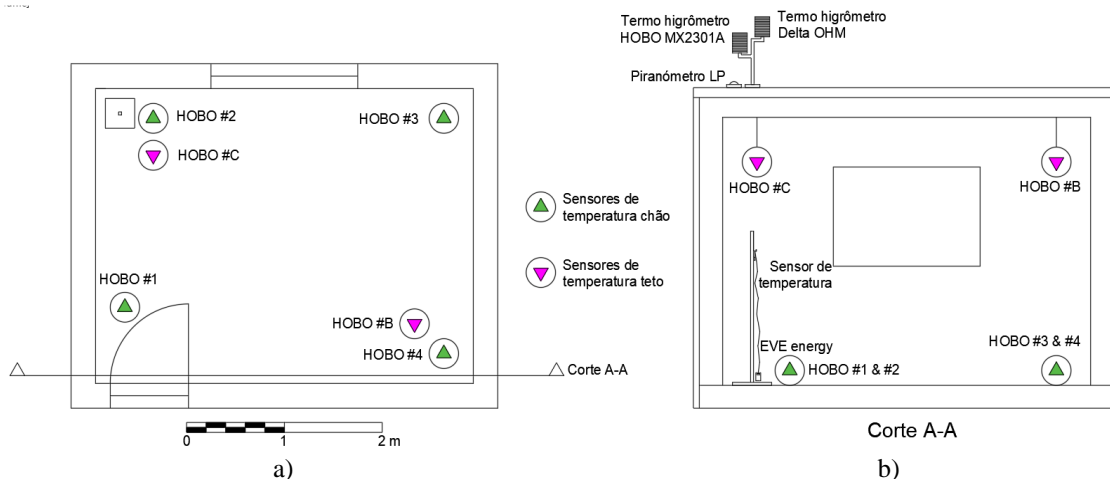 HOBO #2
HOBO #3
HOBO #C
HOBO #1
HOBO #B
HOBO #4
Corte A-A
0
1
2 m
a)
Sensores de
temperatura chão
Sensores de
temperatura teto
Termo higrômetro
HOBO MX2301A
Termo higrômetro
Delta OHM
Piranómetro LP
HOBO #C
HOBO #B
Sensor de
temperatura
EVE energy
HOBO #1 & #2
HOBO #3 & #4
Corte A-A
b)